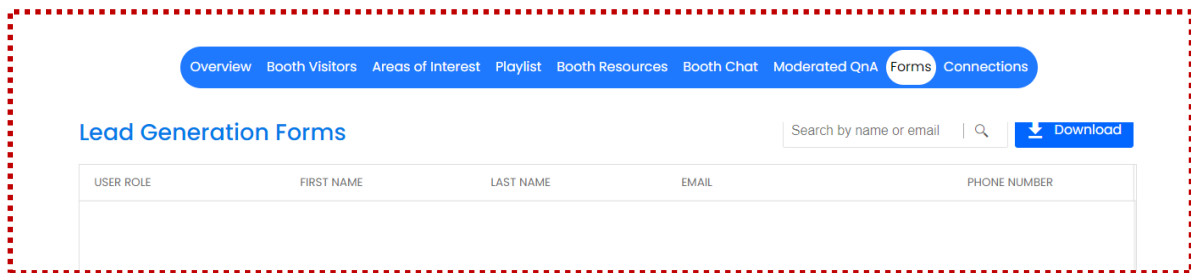 Overview Booth Visitors Areas of Interest Playlist Booth Resources Booth Chat Moderated QnA Forms Connections
Lead Generation Forms Search by name or email Download
USER ROLE FIRST NAME LAST NAME EMAIL PHONE NUMBER